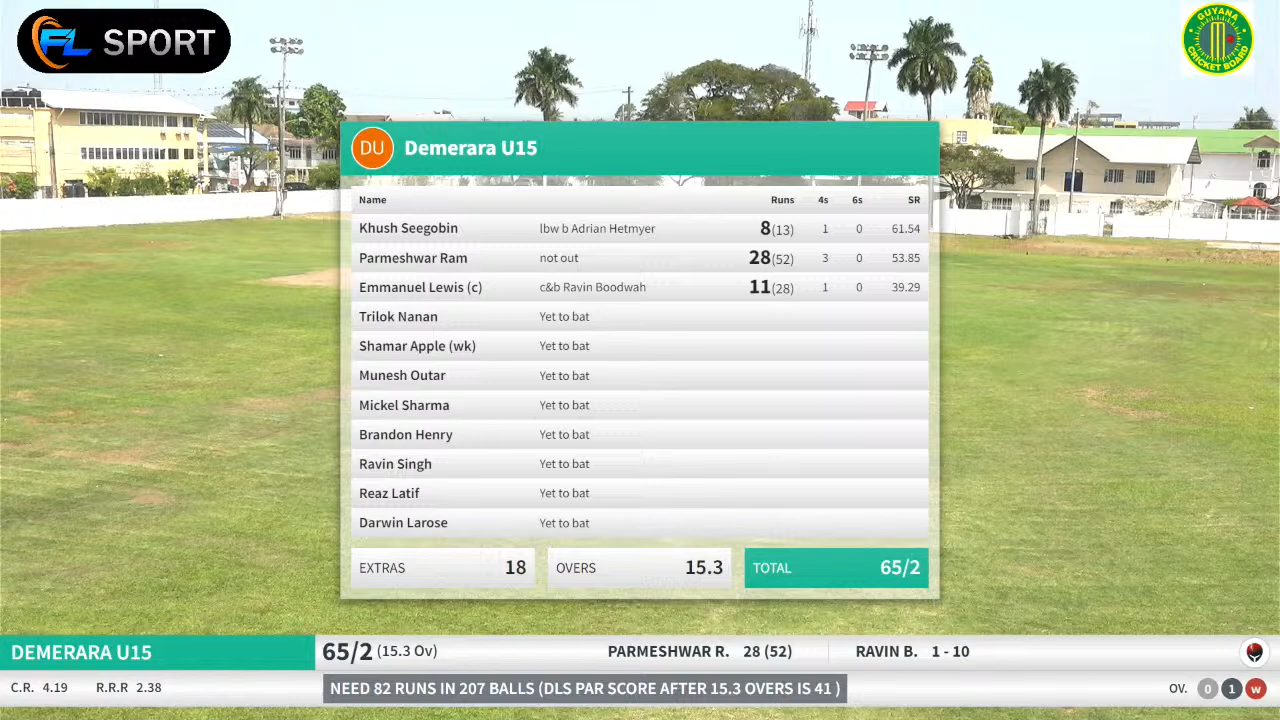 FL SPORT
GUYANA
CRICKET BOARD
DU Demerara U15
Name Runs 4s 6s SR
Khush Seegobin lbw b Adrian Hetmyer 8(13) 1 0 61.54
Parmeshwar Ram not out 28(52) 3 0 53.85
Emmanuel Lewis (c) c&b Ravin Boodwah 11(28) 1 0 39.29
Trilok Nanan Yet to bat
Shamar Apple (wk) Yet to bat
Munesh Outar Yet to bat
Mickel Sharma Yet to bat
Brandon Henry Yet to bat
Ravin Singh Yet to bat
Reaz Latif Yet to bat
Darwin Larose Yet to bat
EXTRAS 18 OVERS 15.3 TOTAL 65/2
DEMERARA U15 65/2 (15.3 Ov) PARMESHWAR R. 28 (52) RAVIN B. 1 - 10
C.R. 4.19 R.R.R 2.38 NEED 82 RUNS IN 207 BALLS (DLS PAR SCORE AFTER 15.3 OVERS IS 41 ) OV. 0 1 w